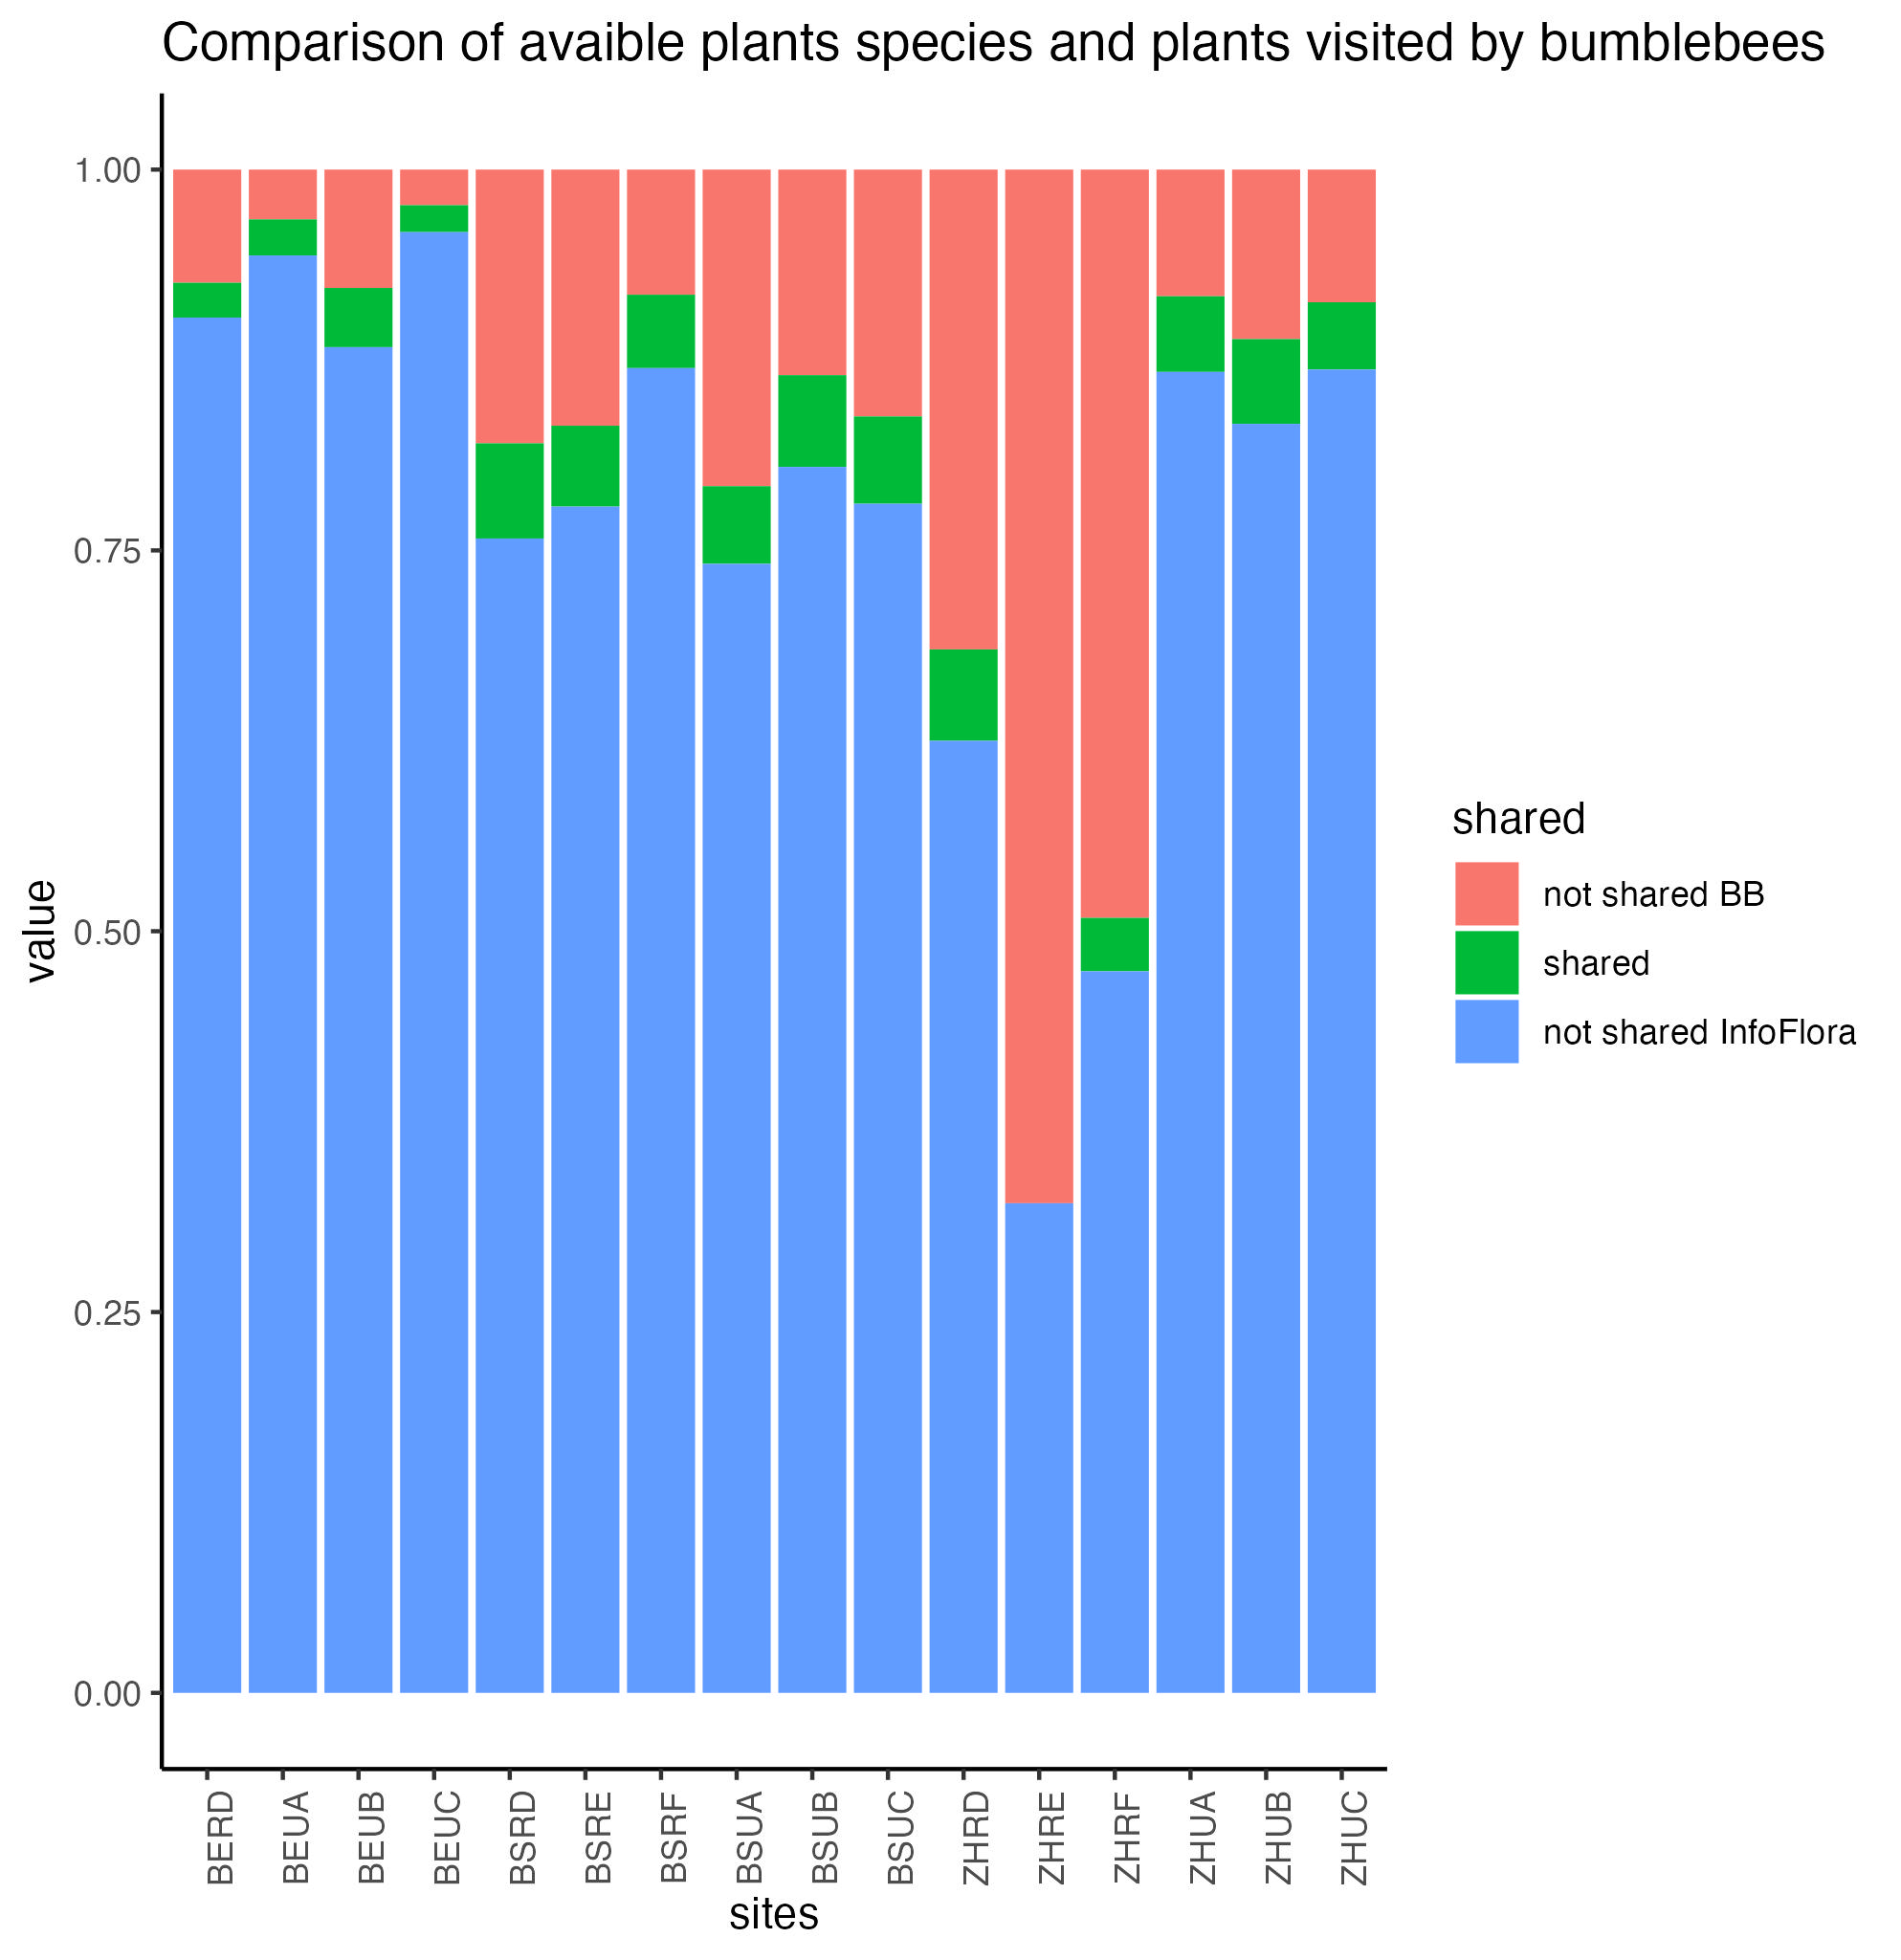 Comparison of avaible plants species and plants visited by bumblebees
value
1.00
0.75
0.50
0.25
0.00
BERD
BEUA
BEUB
BEUC
BSRD
BSRE
BSRF
BSUA
BSUB
BSUC
ZHRD
ZHRE
ZHRF
ZHUA
ZHUB
ZHUC
sites
shared
not shared BB
shared
not shared InfoFlora